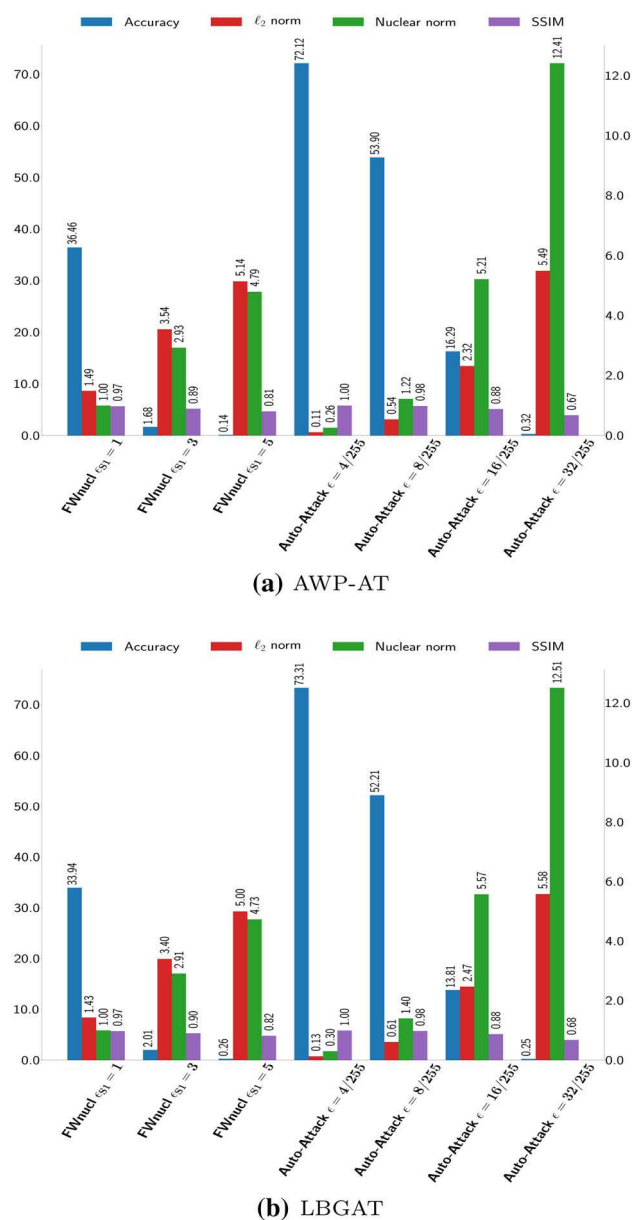 Accuracy ℓ₂ norm Nuclear norm SSIM
70.0
60.0
50.0
40.0
30.0
20.0
10.0
0.0
12.0
10.0
8.0
6.0
4.0
2.0
0.0
36.46 1.49 1.00 0.97
1.68 3.54 2.93 0.89
0.14 5.14 4.79 0.81
72.12 0.11 0.26 1.00
53.90 0.54 1.22 0.98
16.29 2.32 5.21 0.88
0.32 5.49 12.41 0.67
FWnucl ϵS1 = 1
FWnucl ϵS1 = 3
FWnucl ϵS1 = 5
Auto-Attack ϵ = 4/255
Auto-Attack ϵ = 8/255
Auto-Attack ϵ = 16/255
Auto-Attack ϵ = 32/255
(a) AWP-AT
Accuracy ℓ₂ norm Nuclear norm SSIM
70.0
60.0
50.0
40.0
30.0
20.0
10.0
0.0
12.0
10.0
8.0
6.0
4.0
2.0
0.0
33.94 1.43 1.00 0.97
2.01 3.40 2.91 0.90
0.26 5.00 4.73 0.82
73.31 0.13 0.30 1.00
52.21 0.61 1.40 0.98
13.81 2.47 5.57 0.88
0.25 5.58 12.51 0.68
FWnucl ϵS1 = 1
FWnucl ϵS1 = 3
FWnucl ϵS1 = 5
Auto-Attack ϵ = 4/255
Auto-Attack ϵ = 8/255
Auto-Attack ϵ = 16/255
Auto-Attack ϵ = 32/255
(b) LBGAT